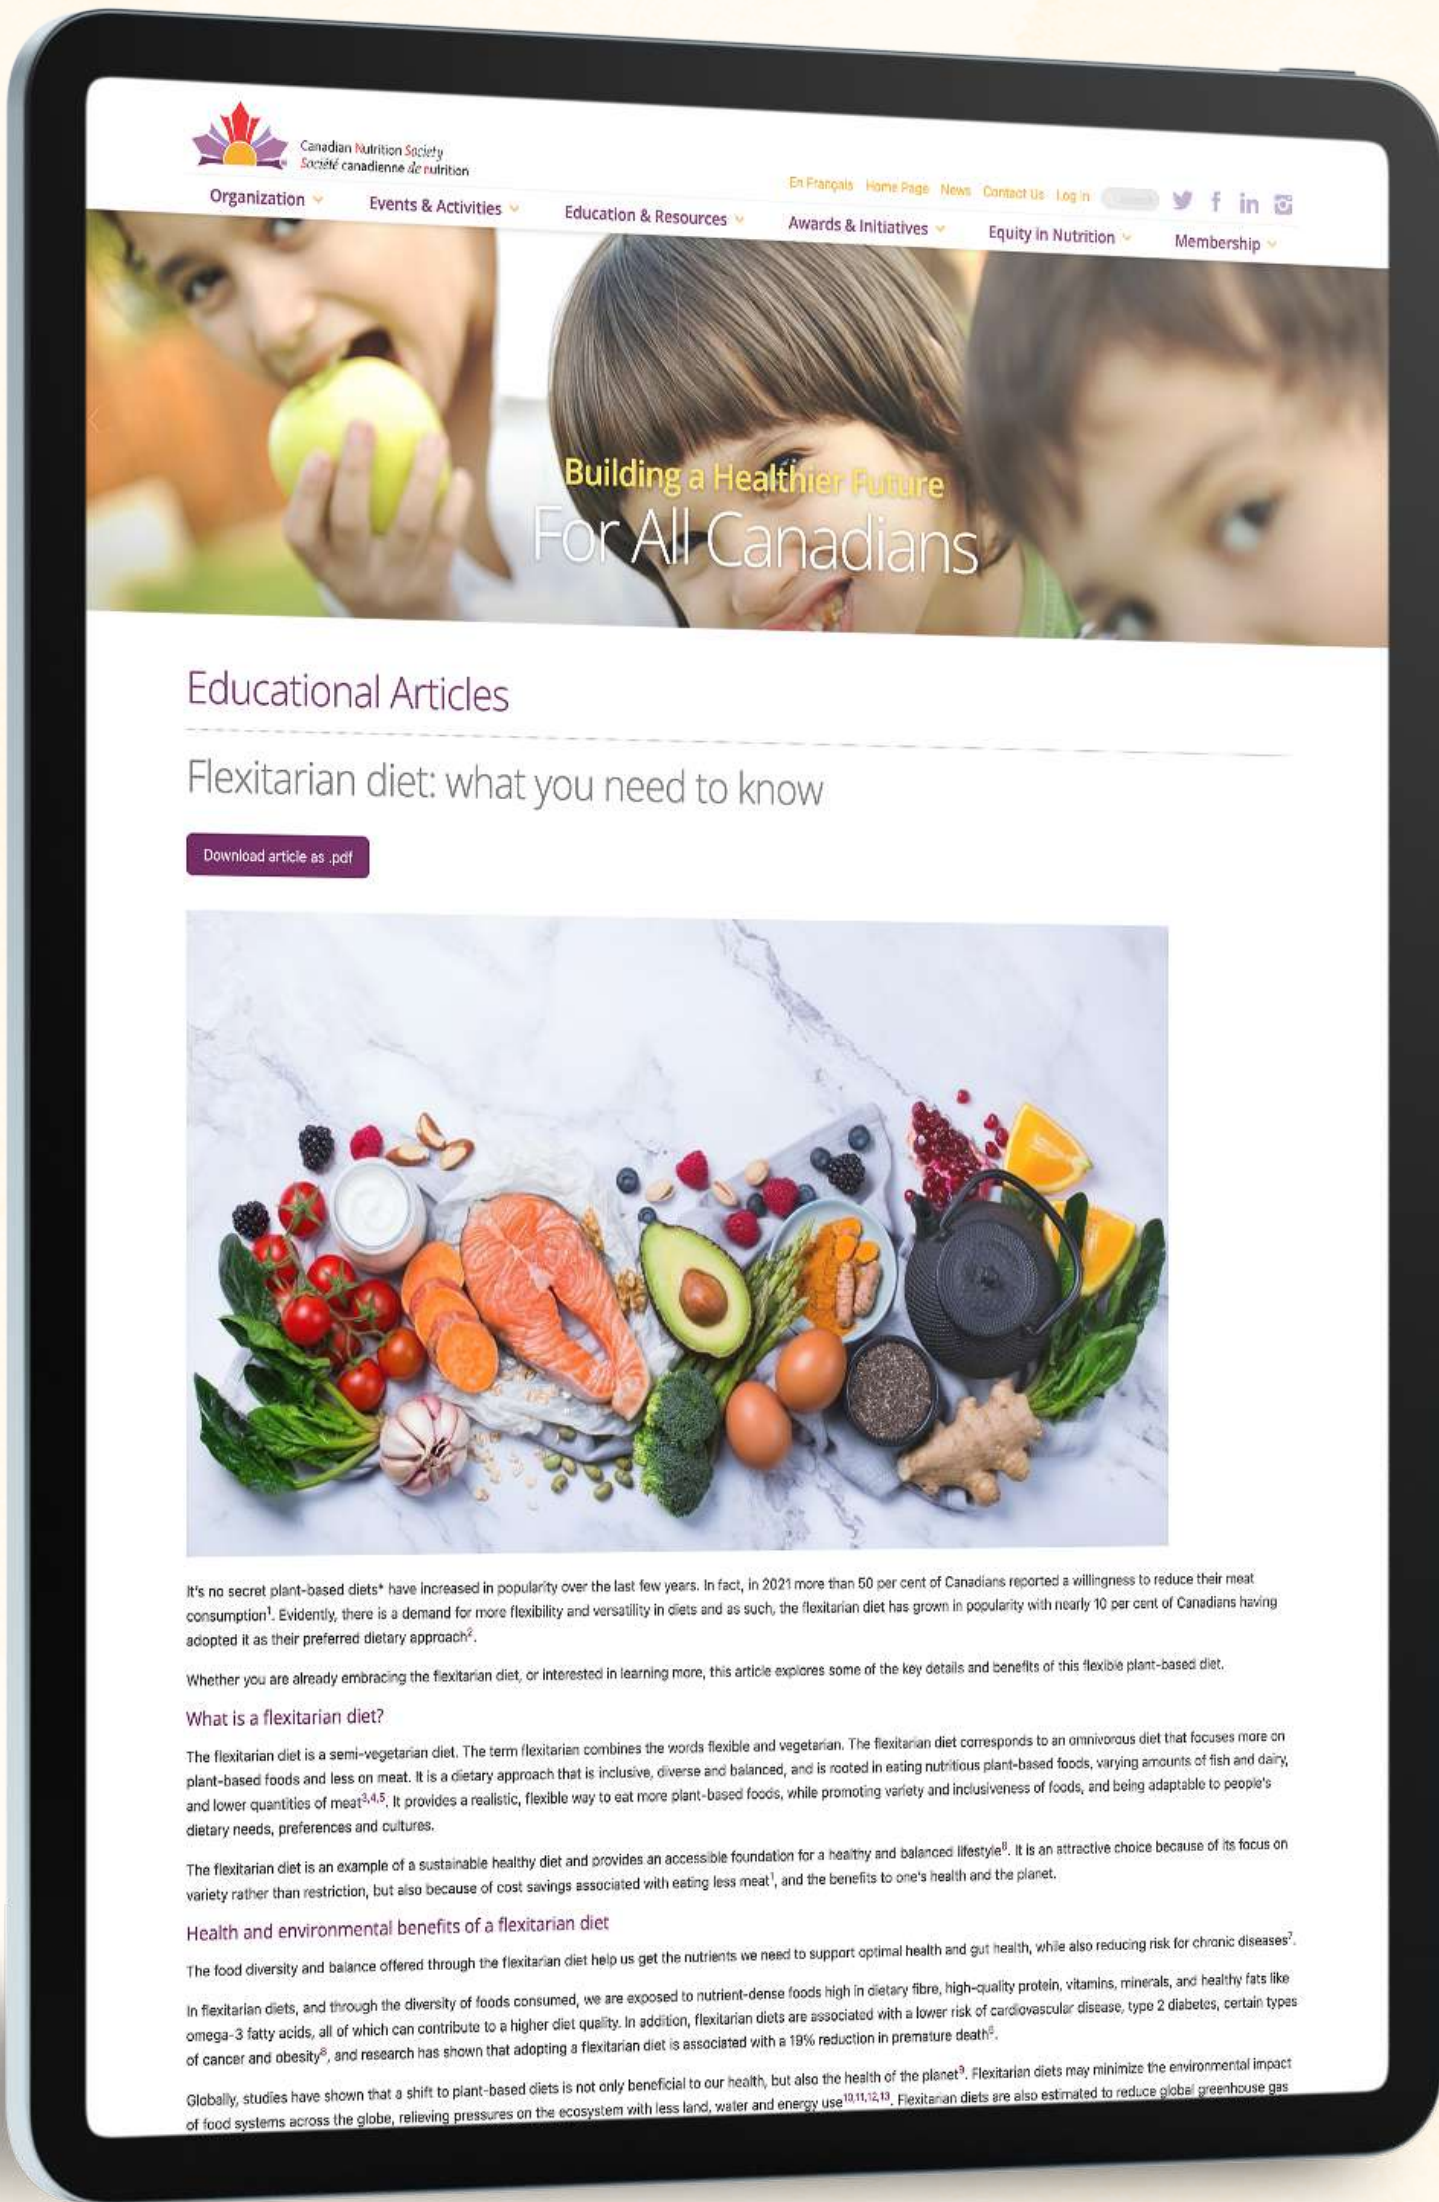 Canadian Nutrition Society
Société canadienne de nutrition
En Français Home Page News Contact Us Log in
Organization
Events & Activities
Education & Resources
Awards & Initiatives
Equity in Nutrition
Membership
Building a Healthier Future
For All Canadians
Educational Articles
Flexitarian diet: what you need to know
Download article as .pdf
It's no secret plant-based diets* have increased in popularity over the last few years. In fact, in 2021 more than 50 per cent of Canadians reported a willingness to reduce their meat
consumption¹. Evidently, there is a demand for more flexibility and versatility in diets and as such, the flexitarian diet has grown in popularity with nearly 10 per cent of Canadians having
adopted it as their preferred dietary approach².
Whether you are already embracing the flexitarian diet, or interested in learning more, this article explores some of the key details and benefits of this flexible plant-based diet.
What is a flexitarian diet?
The flexitarian diet is a semi-vegetarian diet. The term flexitarian combines the words flexible and vegetarian. The flexitarian diet corresponds to an omnivorous diet that focuses more on
plant-based foods and less on meat. It is a dietary approach that is inclusive, diverse and balanced, and is rooted in eating nutritious plant-based foods, varying amounts of fish and dairy,
and lower quantities of meat³,⁴,⁵. It provides a realistic, flexible way to eat more plant-based foods, while promoting variety and inclusiveness of foods, and being adaptable to people's
dietary needs, preferences and cultures.
The flexitarian diet is an example of a sustainable healthy diet and provides an accessible foundation for a healthy and balanced lifestyle. It is an attractive choice because of its focus on
variety rather than restriction, but also because of cost savings associated with eating less meat¹, and the benefits to one's health and the planet.
Health and environmental benefits of a flexitarian diet
The food diversity and balance offered through the flexitarian diet help us get the nutrients we need to support optimal health and gut health, while also reducing risk for chronic diseases⁷.
In flexitarian diets, and through the diversity of foods consumed, we are exposed to nutrient-dense foods high in dietary fibre, high-quality protein, vitamins, minerals, and healthy fats like
omega-3 fatty acids, all of which can contribute to a higher diet quality. In addition, flexitarian diets are associated with a lower risk of cardiovascular disease, type 2 diabetes, certain types
of cancer and obesity⁸, and research has shown that adopting a flexitarian diet is associated with a 19% reduction in premature death.
Globally, studies have shown that a shift to plant-based diets is not only beneficial to our health, but also the health of the planet⁹. Flexitarian diets may minimize the environmental impact
of food systems across the globe, relieving pressures on the ecosystem with less land, water and energy use¹⁰,¹¹,¹²,¹³. Flexitarian diets are also estimated to reduce global greenhouse gas